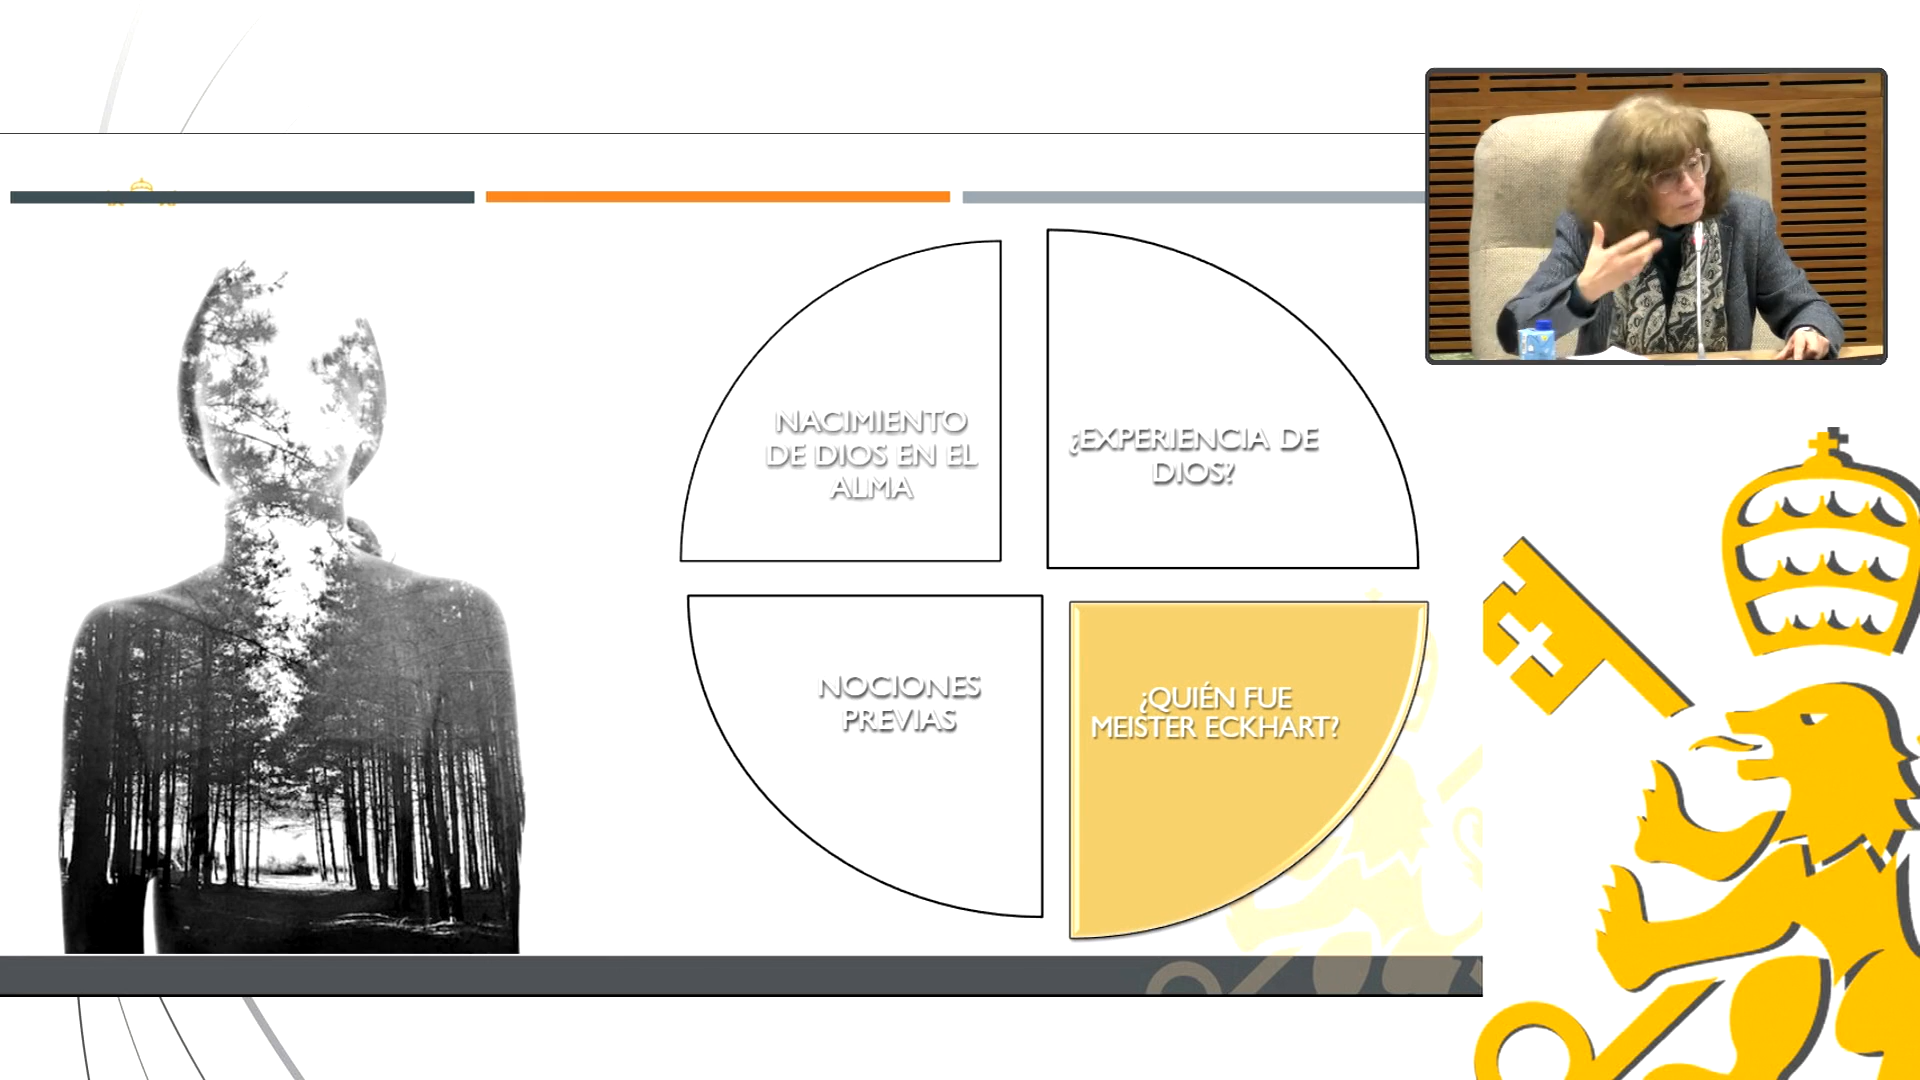 NACIMIENTO
DE DIOS EN EL
ALMA
¿EXPERIENCIA DE
DIOS?
NOCIONES
PREVIAS
¿QUIÉN FUE
MEISTER ECKHART?